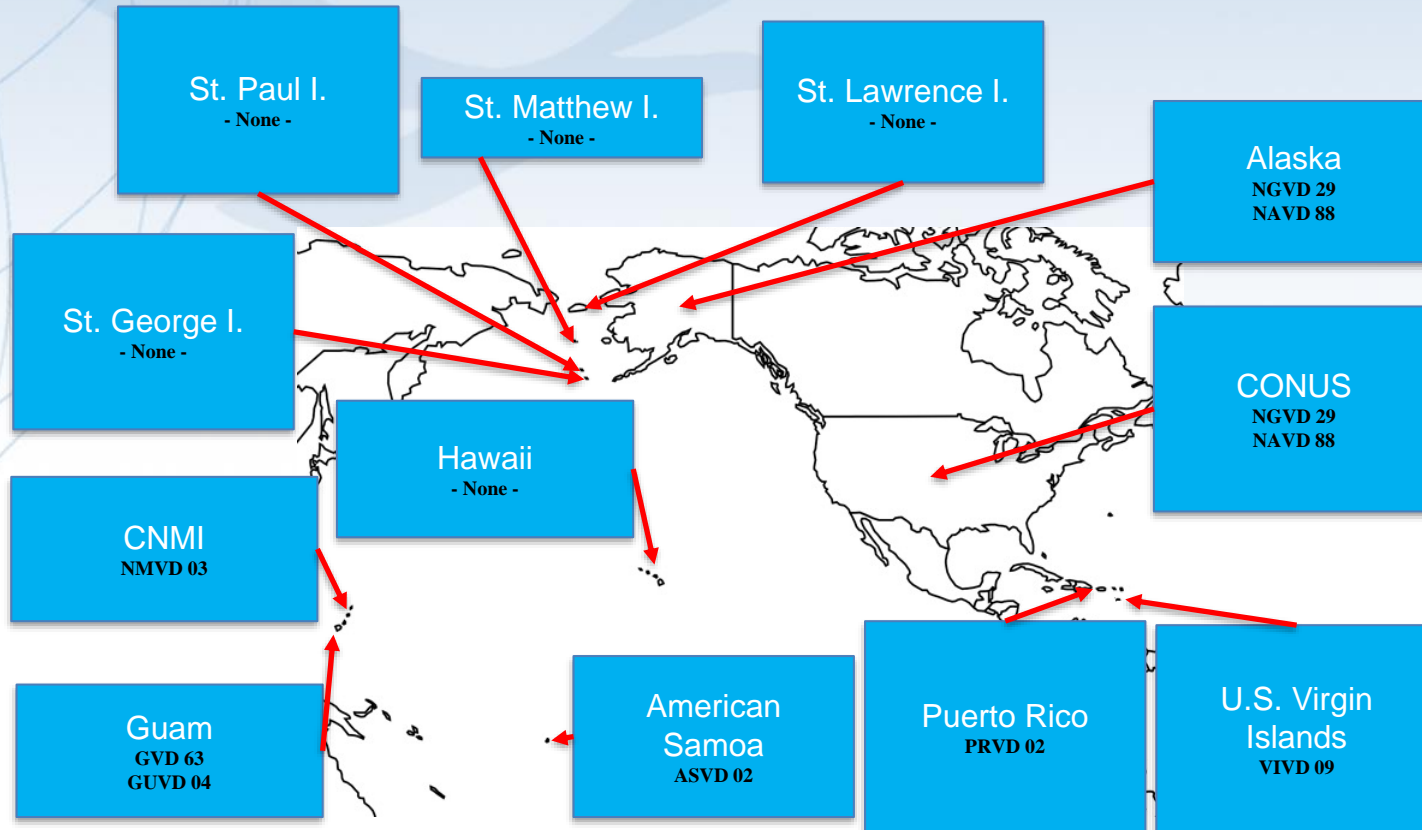 St. Paul I.
- None -
St. Matthew I.
- None -
St. Lawrence I.
- None -
Alaska
NGVD 29
NAVD 88
St. George I.
- None -
Hawaii
- None -
CONUS
NGVD 29
NAVD 88
CNMI
NMVD 03
Guam
GVD 63
GUVD 04
American
Samoa
ASVD 02
Puerto Rico
PRVD 02
U.S. Virgin
Islands
VIVD 09